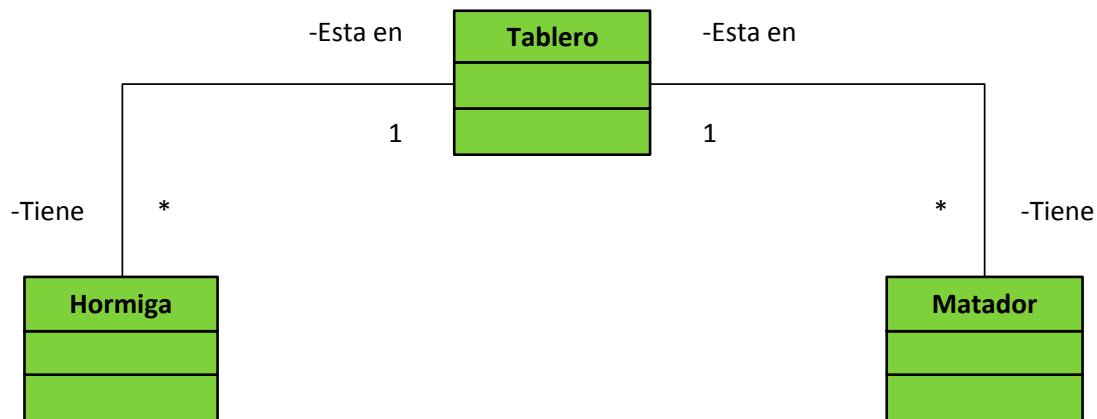 -Esta en
Tablero
-Esta en
1
1
-Tiene
*
*
-Tiene
Hormiga
Matador